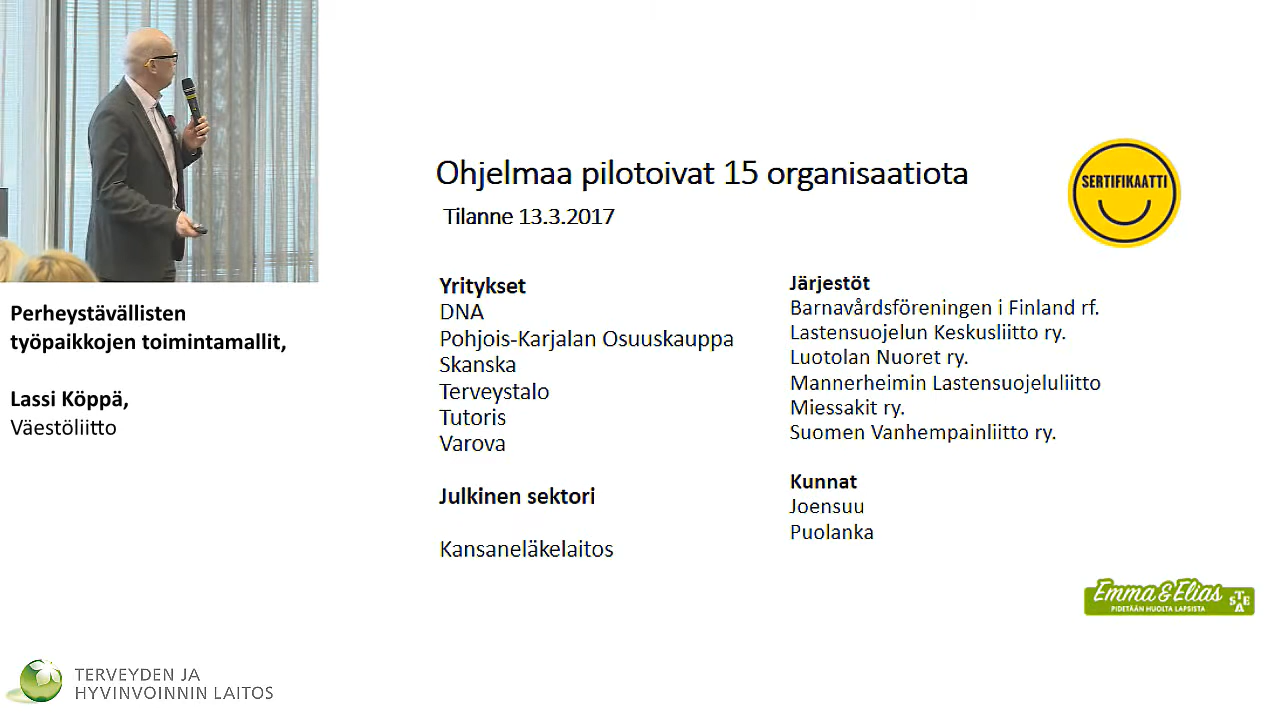 Perheystävällisten
työpaikkojen toimintamallit,
Lassi Köppä,
Väestöliitto
Ohjelmaa pilotoivat 15 organisaatiota
Tilanne 13.3.2017
SERTIFIKAATTI
Yritykset
DNA
Pohjois-Karjalan Osuuskauppa
Skanska
Terveystalo
Tutoris
Varova
Julkinen sektori
Kansaneläkelaitos
Järjestöt
Barnavårdsföreningen i Finland rf.
Lastensuojelun Keskusliitto ry.
Luotolan Nuoret ry.
Mannerheimin Lastensuojeluliitto
Miessakit ry.
Suomen Vanhempainliitto ry.
Kunnat
Joensuu
Puolanka
Emma & Elias
PIDETÄÄN HUOLTA LAPSISTA
STEA
TERVEYDEN JA
HYVINVOINNIN LAITOS